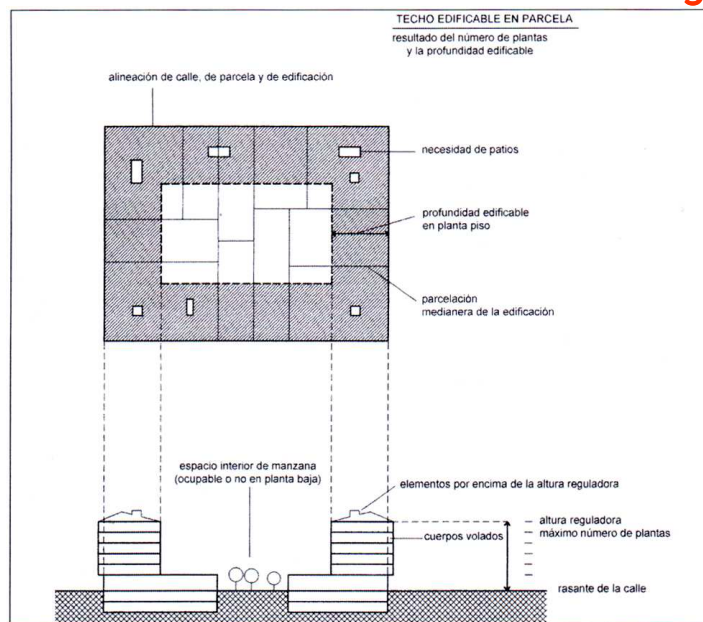 TECHO EDIFICABLE EN PARCELA
resultado del número de plantas
y la profundidad edificable
alineación de calle, de parcela y de edificación
necesidad de patios
profundidad edificable
en planta piso
parcelación
medianera de la edificación
espacio interior de manzana
(ocupable o no en planta baja)
elementos por encima de la altura reguladora
altura reguladora
máximo número de plantas
cuerpos volados
rasante de la calle